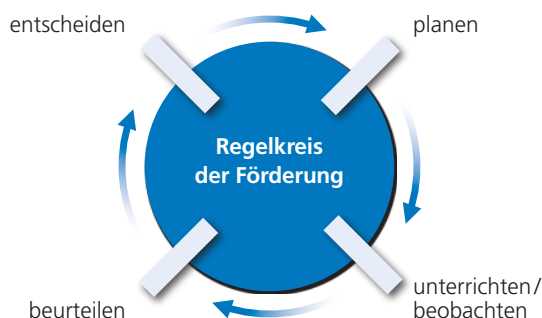 entscheiden
planen
Regelkreis
der Förderung
beurteilen
unterrichten/
beobachten